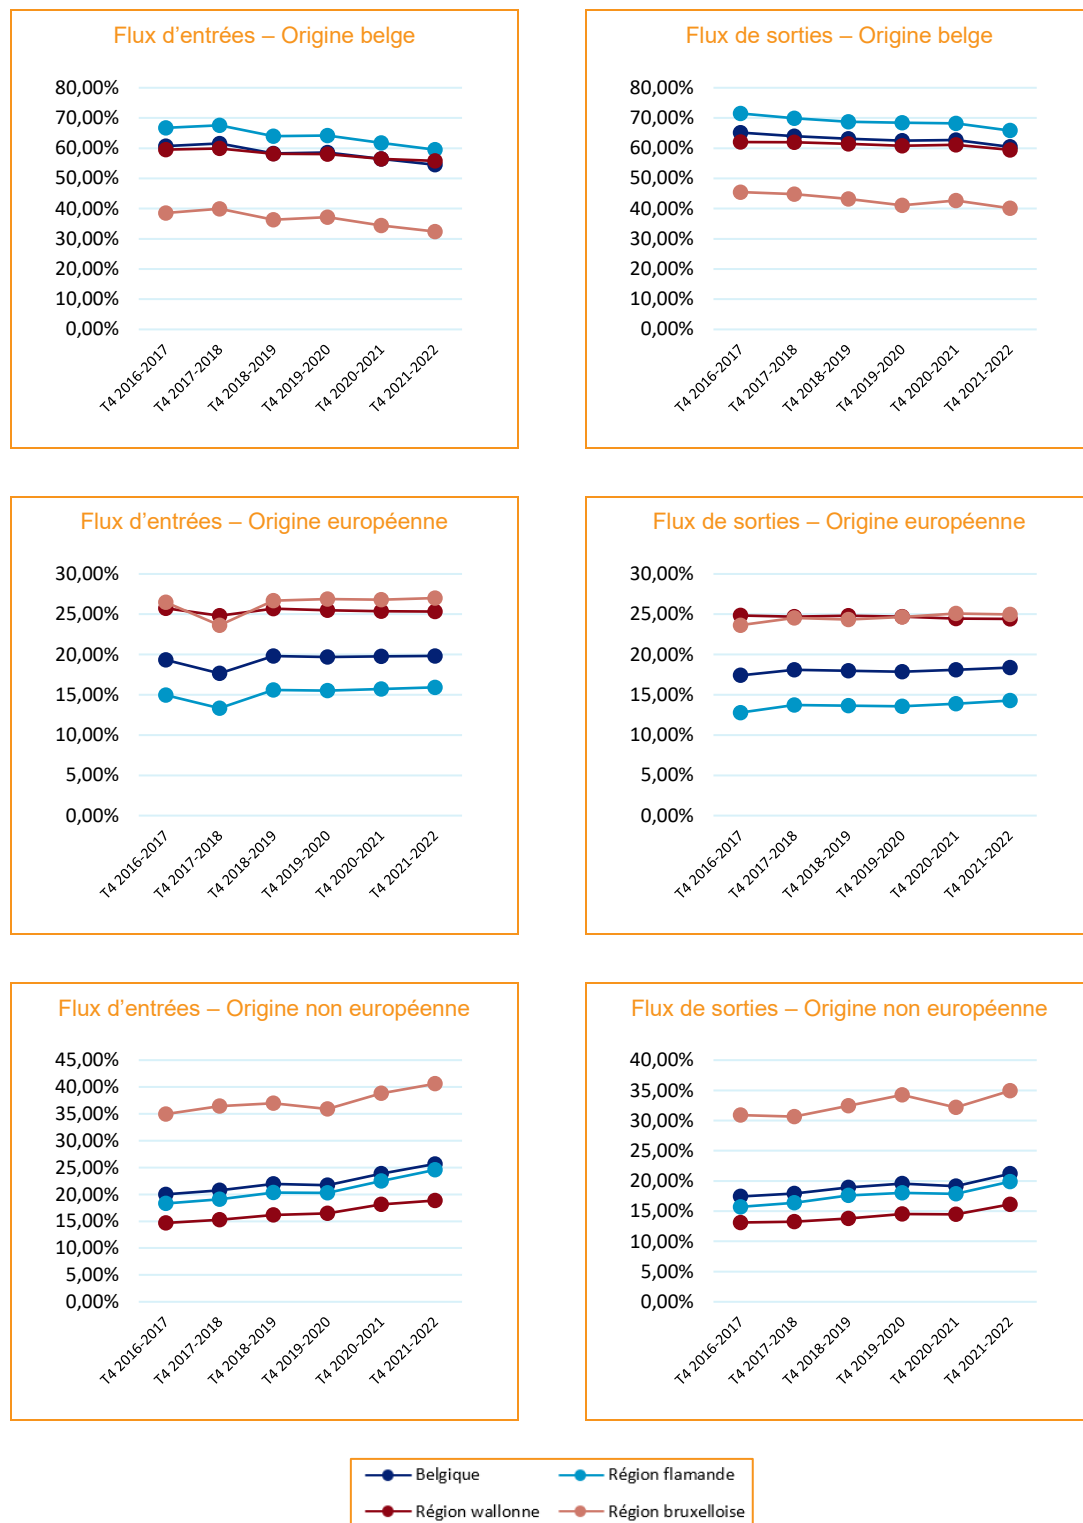 Flux d'entrées – Origine belge
80,00%
70,00%
60,00%
50,00%
40,00%
30,00%
20,00%
10,00%
0,00%
T4 2016-2017
T4 2017-2018
T4 2018-2019
T4 2019-2020
T4 2020-2021
T4 2021-2022
Flux de sorties – Origine belge
80,00%
70,00%
60,00%
50,00%
40,00%
30,00%
20,00%
10,00%
0,00%
T4 2016-2017
T4 2017-2018
T4 2018-2019
T4 2019-2020
T4 2020-2021
T4 2021-2022
Flux d'entrées – Origine européenne
30,00%
25,00%
20,00%
15,00%
10,00%
5,00%
0,00%
T4 2016-2017
T4 2017-2018
T4 2018-2019
T4 2019-2020
T4 2020-2021
T4 2021-2022
Flux de sorties – Origine européenne
30,00%
25,00%
20,00%
15,00%
10,00%
5,00%
0,00%
T4 2016-2017
T4 2017-2018
T4 2018-2019
T4 2019-2020
T4 2020-2021
T4 2021-2022
Flux d'entrées – Origine non européenne
45,00%
40,00%
35,00%
30,00%
25,00%
20,00%
15,00%
10,00%
5,00%
0,00%
T4 2016-2017
T4 2017-2018
T4 2018-2019
T4 2019-2020
T4 2020-2021
T4 2021-2022
Flux de sorties – Origine non européenne
40,00%
35,00%
30,00%
25,00%
20,00%
15,00%
10,00%
5,00%
0,00%
T4 2016-2017
T4 2017-2018
T4 2018-2019
T4 2019-2020
T4 2020-2021
T4 2021-2022
Belgique
Région flamande
Région wallonne
Région bruxelloise